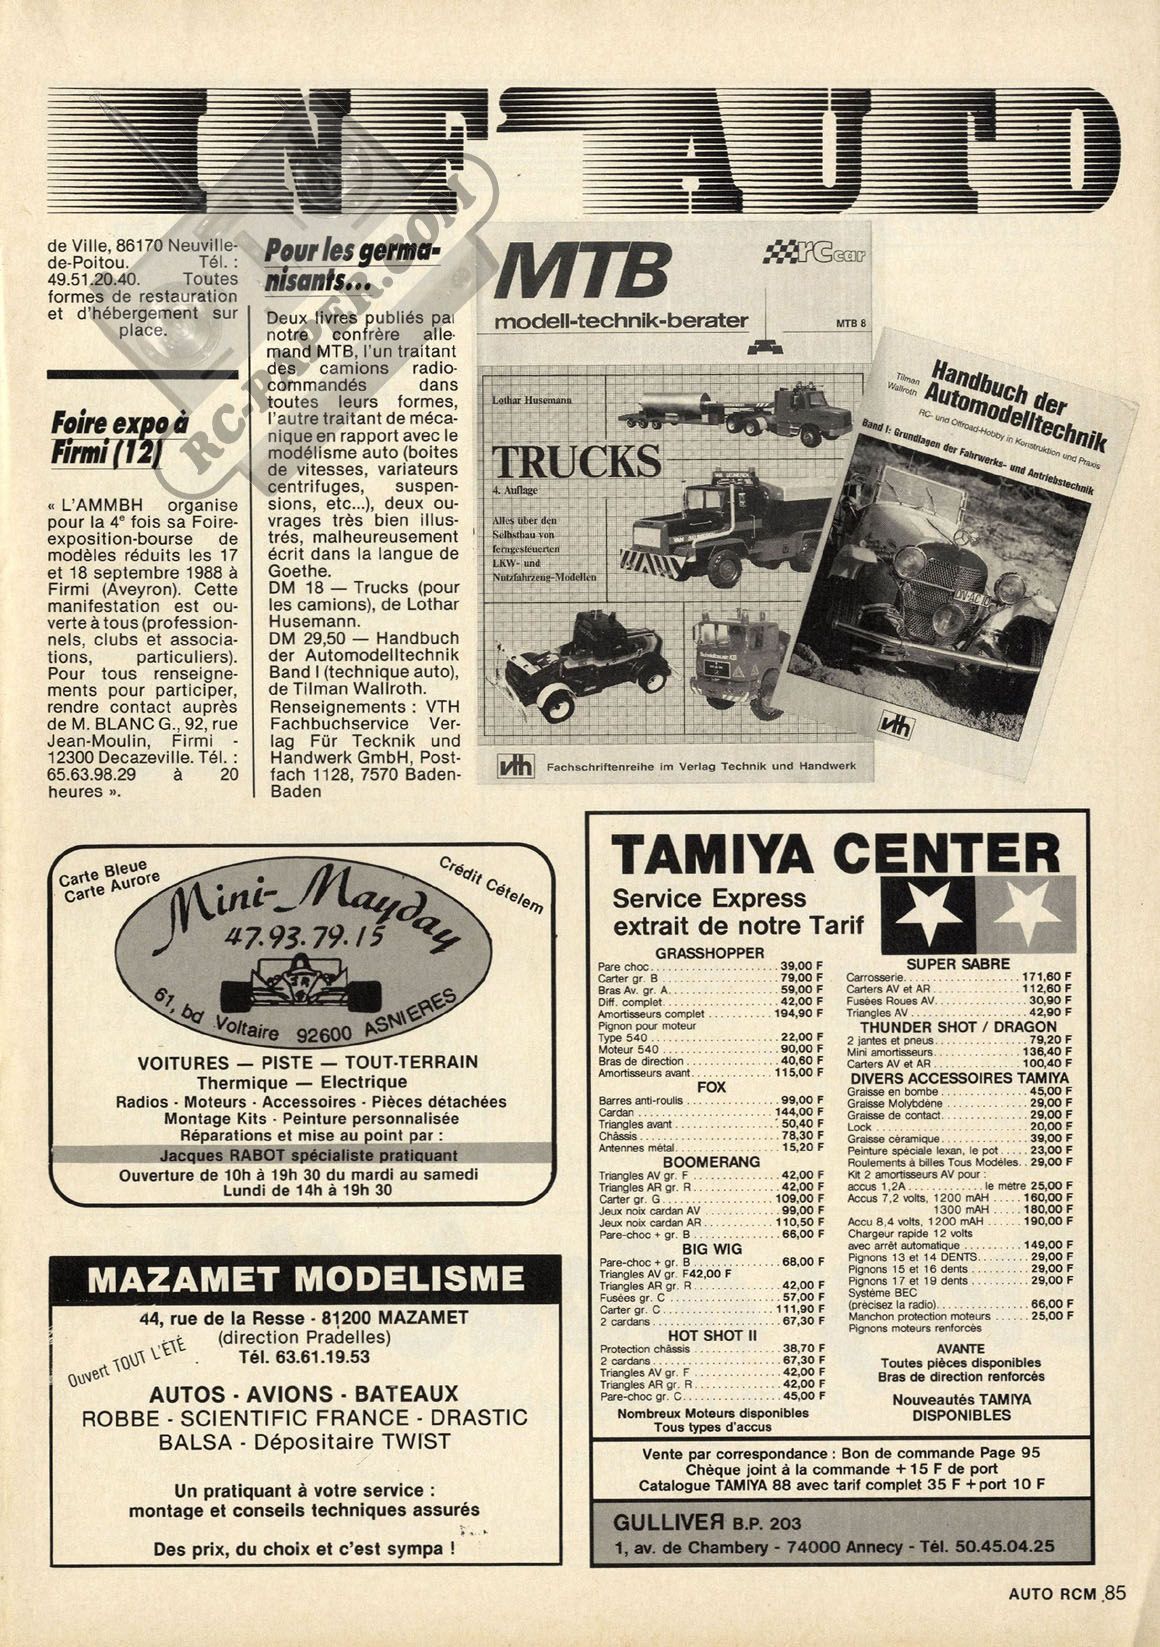 INF' AUTO
RC-PAPER.COM
de Ville, 86170 Neuville-
de-Poitou. Tél. :
49.51.20.40. Toutes
formes de restauration
et d'hébergement sur
place.
Foire expo à
Firmi (12)
« L'AMMBH organise
pour la 4e fois sa Foire-
exposition-bourse de
modèles réduits les 17
et 18 septembre 1988 à
Firmi (Aveyron). Cette
manifestation est ou-
verte à tous (profession-
nels, clubs et associa-
tions, particuliers).
Pour tous renseigne-
ments pour participer,
rendre contact auprès
de M. BLANC G., 92, rue
Jean-Moulin, Firmi -
12300 Decazeville. Tél. :
65.63.98.29 à 20
heures ».
Pour les germa-
nisants...
Deux livres publiés par
notre confrère alle-
mand MTB, l'un traitant
des camions radio-
commandés dans
toutes leurs formes,
l'autre traitant de méca-
nique en rapport avec le
modélisme auto (boites
de vitesses, variateurs
centrifuges, suspen-
sions, etc...), deux ou-
vrages très bien illus-
trés, malheureusement
écrit dans la langue de
Goethe.
DM 18 — Trucks (pour
les camions), de Lothar
Husemann.
DM 29,50 — Handbuch
der Automodelltechnik
Band I (technique auto),
de Tilman Wallroth.
Renseignements : VTH
Fachbuchservice Ver-
lag Für Tecknik und
Handwerk GmbH, Post-
fach 1128, 7570 Baden-
Baden
MTB
rc car
modell-technik-berater
MTB 8
Lothar Husemann
TRUCKS
4. Auflage
Alles über den
Selbstbau von
ferngesteuerten
LKW- und
Nutzfahrzeug-Modellen
vth Fachschriftenreihe im Verlag Technik und Handwerk
Tilman
Wallroth
Handbuch der
Automodelltechnik
RC- und Offroad-Hobby in Konstruktion und Praxis
Band I: Grundlagen der Fahrwerks- und Antriebstechnik
vth
Carte Bleue
Carte Aurore
Crédit Cételem
Mini-Mayday
47.93.79.15
61, bd Voltaire 92600 ASNIERES
VOITURES — PISTE — TOUT-TERRAIN
Thermique — Electrique
Radios - Moteurs - Accessoires - Pièces détachées
Montage Kits - Peinture personnalisée
Réparations et mise au point par :
Jacques RABOT spécialiste pratiquant
Ouverture de 10h à 19h 30 du mardi au samedi
Lundi de 14h à 19h 30
MAZAMET MODELISME
44, rue de la Resse - 81200 MAZAMET
(direction Pradelles)
Tél. 63.61.19.53
Ouvert TOUT L'ÉTÉ
AUTOS - AVIONS - BATEAUX
ROBBE - SCIENTIFIC FRANCE - DRASTIC
BALSA - Dépositaire TWIST
Un pratiquant à votre service :
montage et conseils techniques assurés
Des prix, du choix et c'est sympa !
TAMIYA CENTER
Service Express
extrait de notre Tarif
GRASSHOPPER
Pare choc 39,00 F
Carter gr. B 79,00 F
Bras Av. gr. A 59,00 F
Diff. complet 42,00 F
Amortisseurs complet 194,90 F
Pignon pour moteur
Type 540 22,00 F
Moteur 540 90,00 F
Bras de direction 40,60 F
Amortisseurs avant 115,00 F
FOX
Barres anti-roulis 99,00 F
Cardan 144,00 F
Triangles avant 50,40 F
Châssis 78,30 F
Antennes métal 15,20 F
BOOMERANG
Triangles AV gr. F 42,00 F
Triangles AR gr. R 42,00 F
Carter gr. G 109,00 F
Jeux noix cardan AV 99,00 F
Jeux noix cardan AR 110,50 F
Pare-choc + gr. B 66,00 F
BIG WIG
Pare-choc + gr. B 68,00 F
Triangles AV gr. F42,00 F
Triangles AR gr. R 42,00 F
Fusées gr. C 57,00 F
Carter gr. C 111,90 F
2 cardans 67,30 F
HOT SHOT II
Protection châssis 38,70 F
2 cardans 67,30 F
Triangles AV gr. F 42,00 F
Triangles AR gr. R 42,00 F
Pare-choc gr. C 45,00 F
Nombreux Moteurs disponibles
Tous types d'accus
SUPER SABRE
Carrosserie 171,60 F
Carters AV et AR 112,60 F
Fusées Roues AV 30,90 F
Triangles AV 42,90 F
THUNDER SHOT / DRAGON
2 jantes et pneus 79,20 F
Mini amortisseurs 136,40 F
Carters AV et AR 100,40 F
DIVERS ACCESSOIRES TAMIYA
Graisse en bombe 45,00 F
Graisse Molybdène 29,00 F
Graisse de contact 29,00 F
Lock 20,00 F
Graisse céramique 39,00 F
Peinture spéciale lexan, le pot 23,00 F
Roulements à billes Tous Modéles 29,00 F
Kit 2 amortisseurs AV pour :
accus 1,2A le mètre 25,00 F
Accus 7,2 volts, 1200 mAH 160,00 F
1300 mAH 180,00 F
Accu 8,4 volts, 1200 mAH 190,00 F
Chargeur rapide 12 volts
avec arrêt automatique 149,00 F
Pignons 13 et 14 DENTS 29,00 F
Pignons 15 et 16 dents 29,00 F
Pignons 17 et 19 dents 29,00 F
Système BEC
(précisez la radio) 66,00 F
Manchon protection moteurs 25,00 F
Pignons moteurs renforcés
AVANTE
Toutes pièces disponibles
Bras de direction renforcés
Nouveautés TAMIYA
DISPONIBLES
Vente par correspondance : Bon de commande Page 95
Chèque joint à la commande + 15 F de port
Catalogue TAMIYA 88 avec tarif complet 35 F + port 10 F
GULLIVER B.P. 203
1, av. de Chambery - 74000 Annecy - Tél. 50.45.04.25
AUTO RCM 85